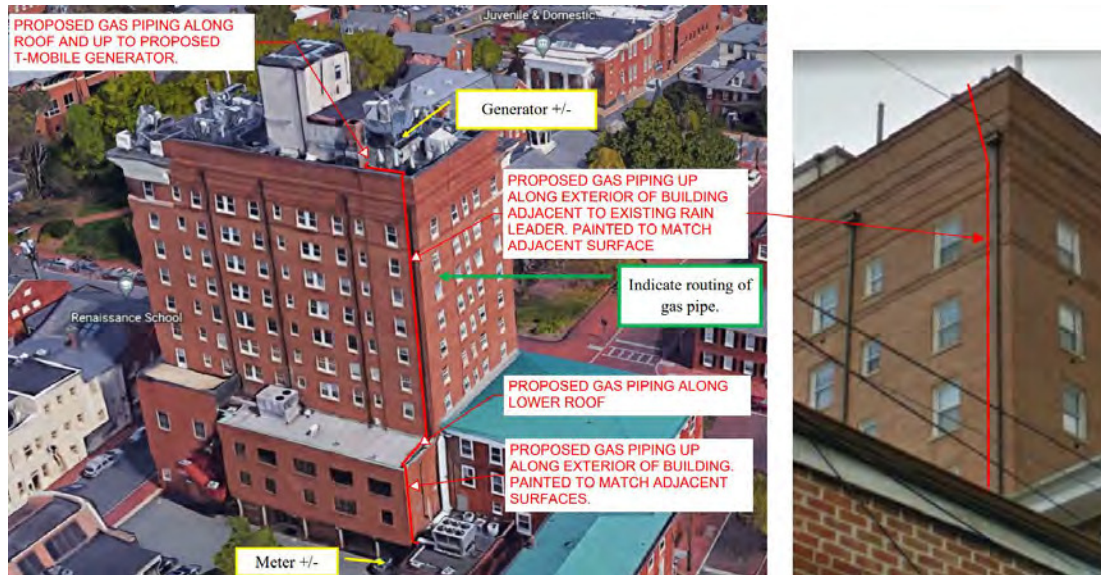 PROPOSED GAS PIPING ALONG
ROOF AND UP TO PROPOSED
T-MOBILE GENERATOR.
Juvenile & Domestic...
Generator +/-
PROPOSED GAS PIPING UP
ALONG EXTERIOR OF BUILDING
ADJACENT TO EXISTING RAIN
LEADER. PAINTED TO MATCH
ADJACENT SURFACE
Indicate routing of
gas pipe.
Renaissance School
PROPOSED GAS PIPING ALONG
LOWER ROOF
PROPOSED GAS PIPING UP
ALONG EXTERIOR OF BUILDING.
PAINTED TO MATCH ADJACENT
SURFACES.
Meter +/-